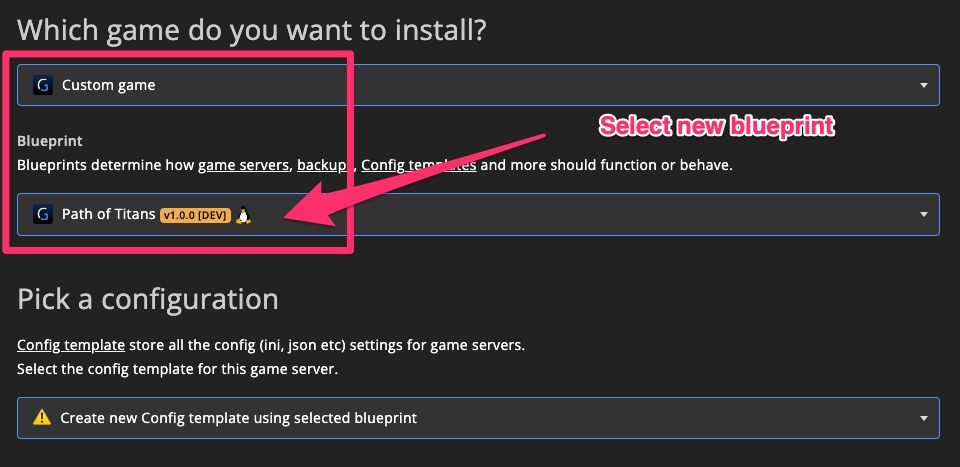 Which game do you want to install?
G Custom game
Select new blueprint
Blueprint
Blueprints determine how game servers, backups, Config templates and more should function or behave.
G Path of Titans v1.0.0 [DEV]
Pick a configuration
Config template store all the config (ini, json etc) settings for game servers.
Select the config template for this game server.
Create new Config template using selected blueprint